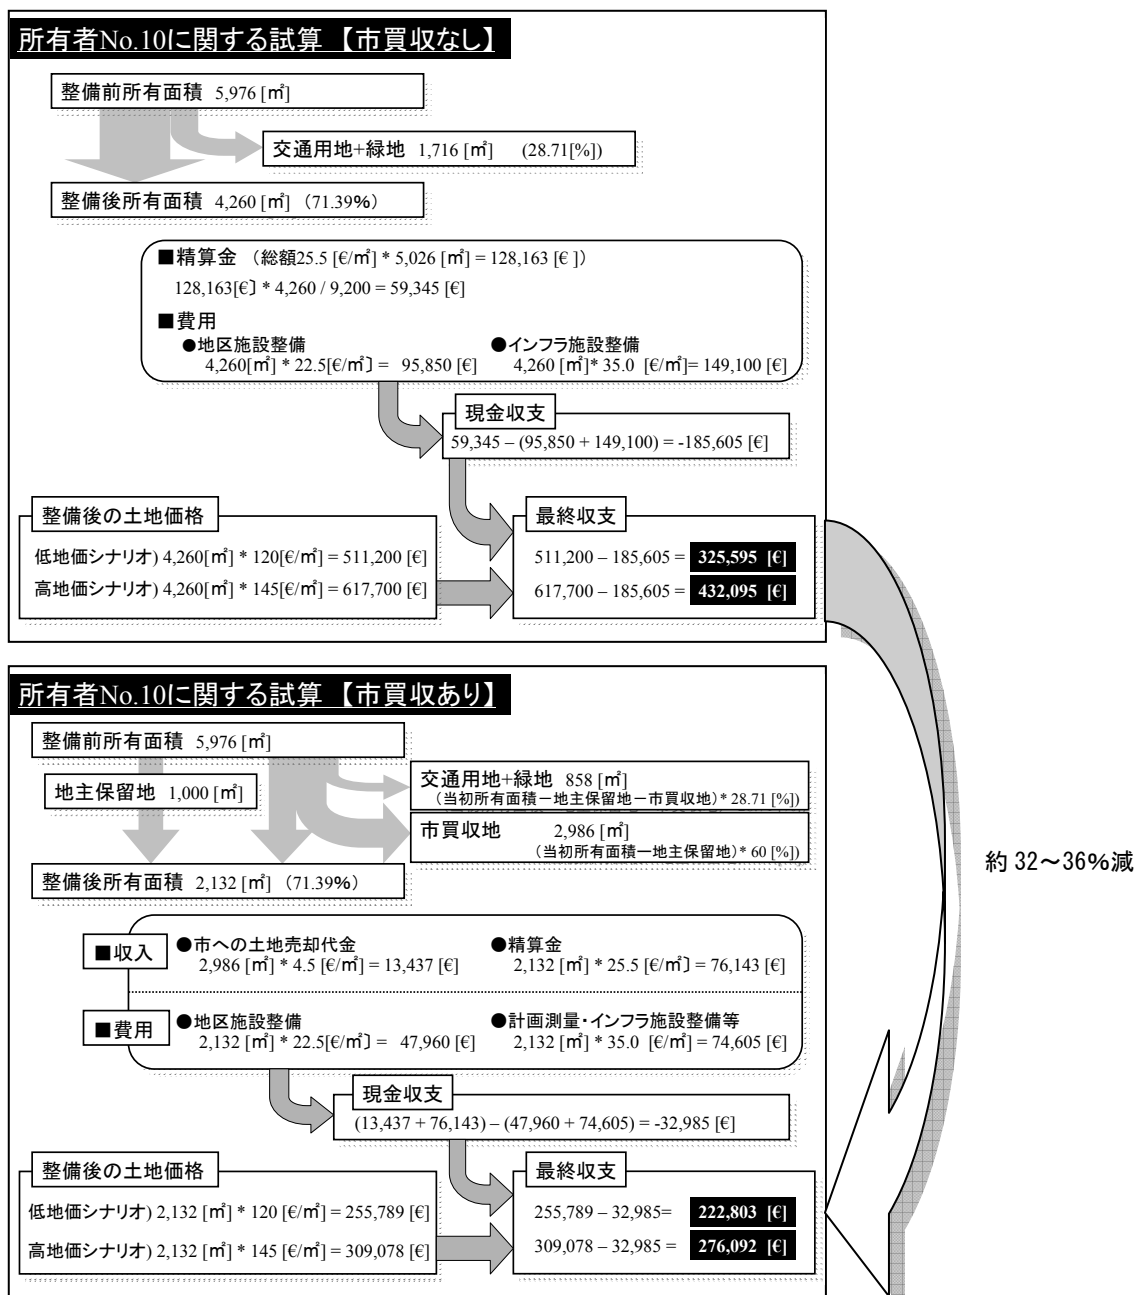 所有者No.10に関する試算 【市買収なし】
整備前所有面積 5,976 [㎡]
交通用地+緑地 1,716 [㎡] (28.71[%])
整備後所有面積 4,260 [㎡] (71.39%)
■精算金 (総額25.5 [€/㎡] * 5,026 [㎡] = 128,163 [€ ])
128,163[€] * 4,260 / 9,200 = 59,345 [€]
■費用
●地区施設整備 ●インフラ施設整備
4,260[㎡] * 22.5[€/㎡] = 95,850 [€] 4,260 [㎡]* 35.0 [€/㎡]= 149,100 [€]
現金収支
59,345 – (95,850 + 149,100) = -185,605 [€]
整備後の土地価格
低地価シナリオ) 4,260[㎡] * 120[€/㎡] = 511,200 [€]
高地価シナリオ) 4,260[㎡] * 145[€/㎡] = 617,700 [€]
最終収支
511,200 – 185,605 = 325,595 [€]
617,700 – 185,605 = 432,095 [€]
所有者No.10に関する試算 【市買収あり】
整備前所有面積 5,976 [㎡]
地主保留地 1,000 [㎡]
交通用地+緑地 858 [㎡]
(当初所有面積－地主保留地－市買収地)* 28.71 [%])
市買収地 2,986 [㎡]
(当初所有面積－地主保留地)* 60 [%])
整備後所有面積 2,132 [㎡] (71.39%)
■収入
●市への土地売却代金 ●精算金
2,986 [㎡] * 4.5 [€/㎡] = 13,437 [€] 2,132 [㎡] * 25.5 [€/㎡] = 76,143 [€]
■費用
●地区施設整備 ●計画測量・インフラ施設整備等
2,132 [㎡] * 22.5[€/㎡] = 47,960 [€] 2,132 [㎡] * 35.0 [€/㎡] = 74,605 [€]
現金収支
(13,437 + 76,143) – (47,960 + 74,605) = -32,985 [€]
整備後の土地価格
低地価シナリオ) 2,132 [㎡] * 120 [€/㎡] = 255,789 [€]
高地価シナリオ) 2,132 [㎡] * 145 [€/㎡] = 309,078 [€]
最終収支
255,789 – 32,985= 222,803 [€]
309,078 – 32,985 = 276,092 [€]
約 32～36%減